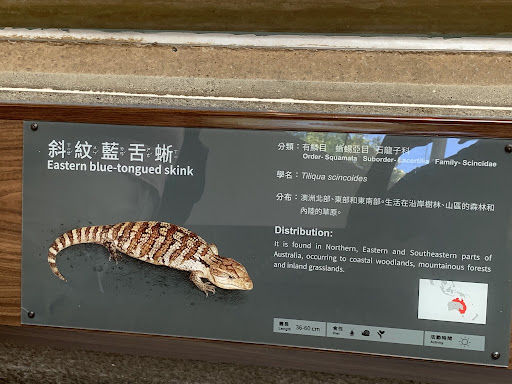 斜紋藍舌蜥
Eastern blue-tongued skink
分類：有鱗目 蜥蜴亞目 石龍子科
Order- Squamata Suborder- Lacertilia Family- Scincidae
學名：Tiliqua scincoides
分布：澳洲北部、東部和東南部。生活在沿岸樹林、山區的森林和
內陸的草原。
Distribution:
It is found in Northern, Eastern and Southeastern parts of
Australia, occurring to coastal woodlands, mountainous forests
and inland grasslands.
體長
Length
36-60 cm
食性
Diet
活動時間
Activity